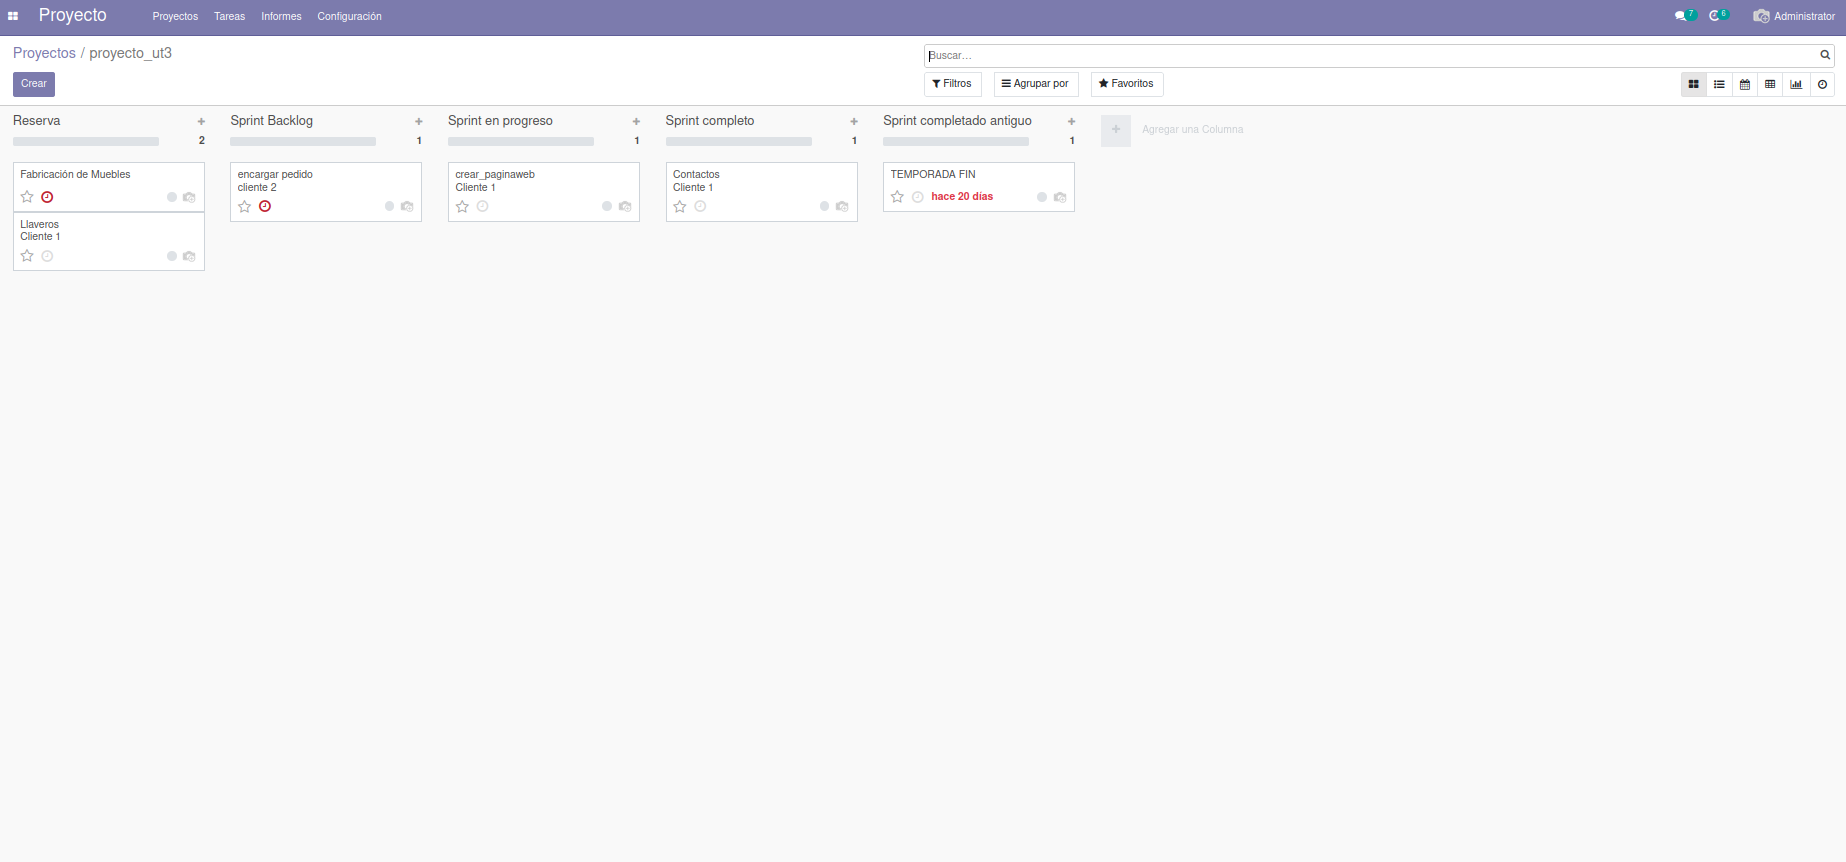 Proyecto Proyectos Tareas Informes Configuración 7 6 Administrator
Proyectos / proyecto_ut3
Buscar...
Crear
Filtros Agrupar por Favoritos
Reserva
2
Fabricación de Muebles
Llaveros
Cliente 1
Sprint Backlog
1
encargar pedido
cliente 2
Sprint en progreso
1
crear_paginaweb
Cliente 1
Sprint completo
1
Contactos
Cliente 1
Sprint completado antiguo
1
TEMPORADA FIN
hace 20 días
Agregar una Columna